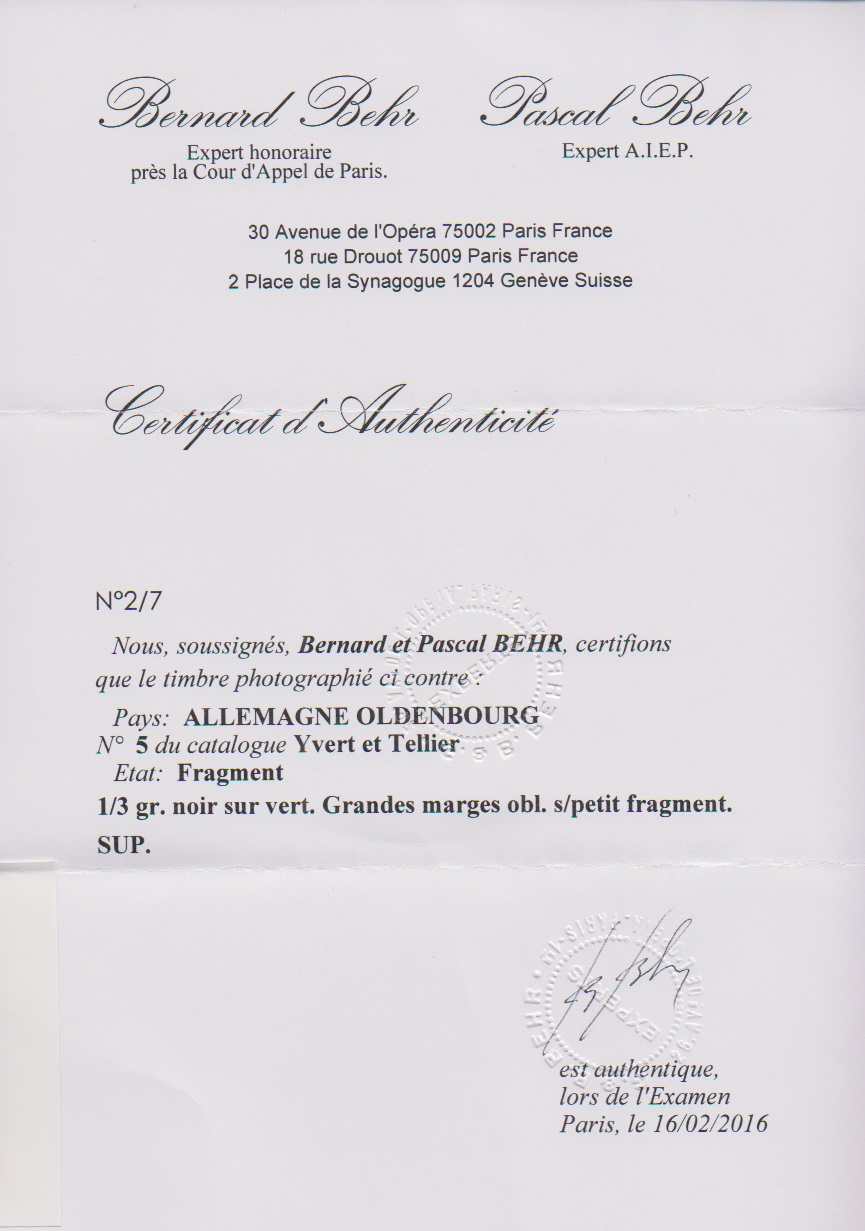 Bernard Behr
Pascal Behr
Expert honoraire
près la Cour d'Appel de Paris.
Expert A.I.E.P.
30 Avenue de l'Opéra 75002 Paris France
18 rue Drouot 75009 Paris France
2 Place de la Synagogue 1204 Genève Suisse
Certificat d'Authenticité
N°2/7
Nous, soussignés, Bernard et Pascal BEHR, certifions
que le timbre photographié ci contre :
Pays: ALLEMAGNE OLDENBOURG
N° 5 du catalogue Yvert et Tellier
Etat: Fragment
1/3 gr. noir sur vert. Grandes marges obl. s/petit fragment.
SUP.
BEHR
EXPERTS
est authentique,
lors de l'Examen
Paris, le 16/02/2016